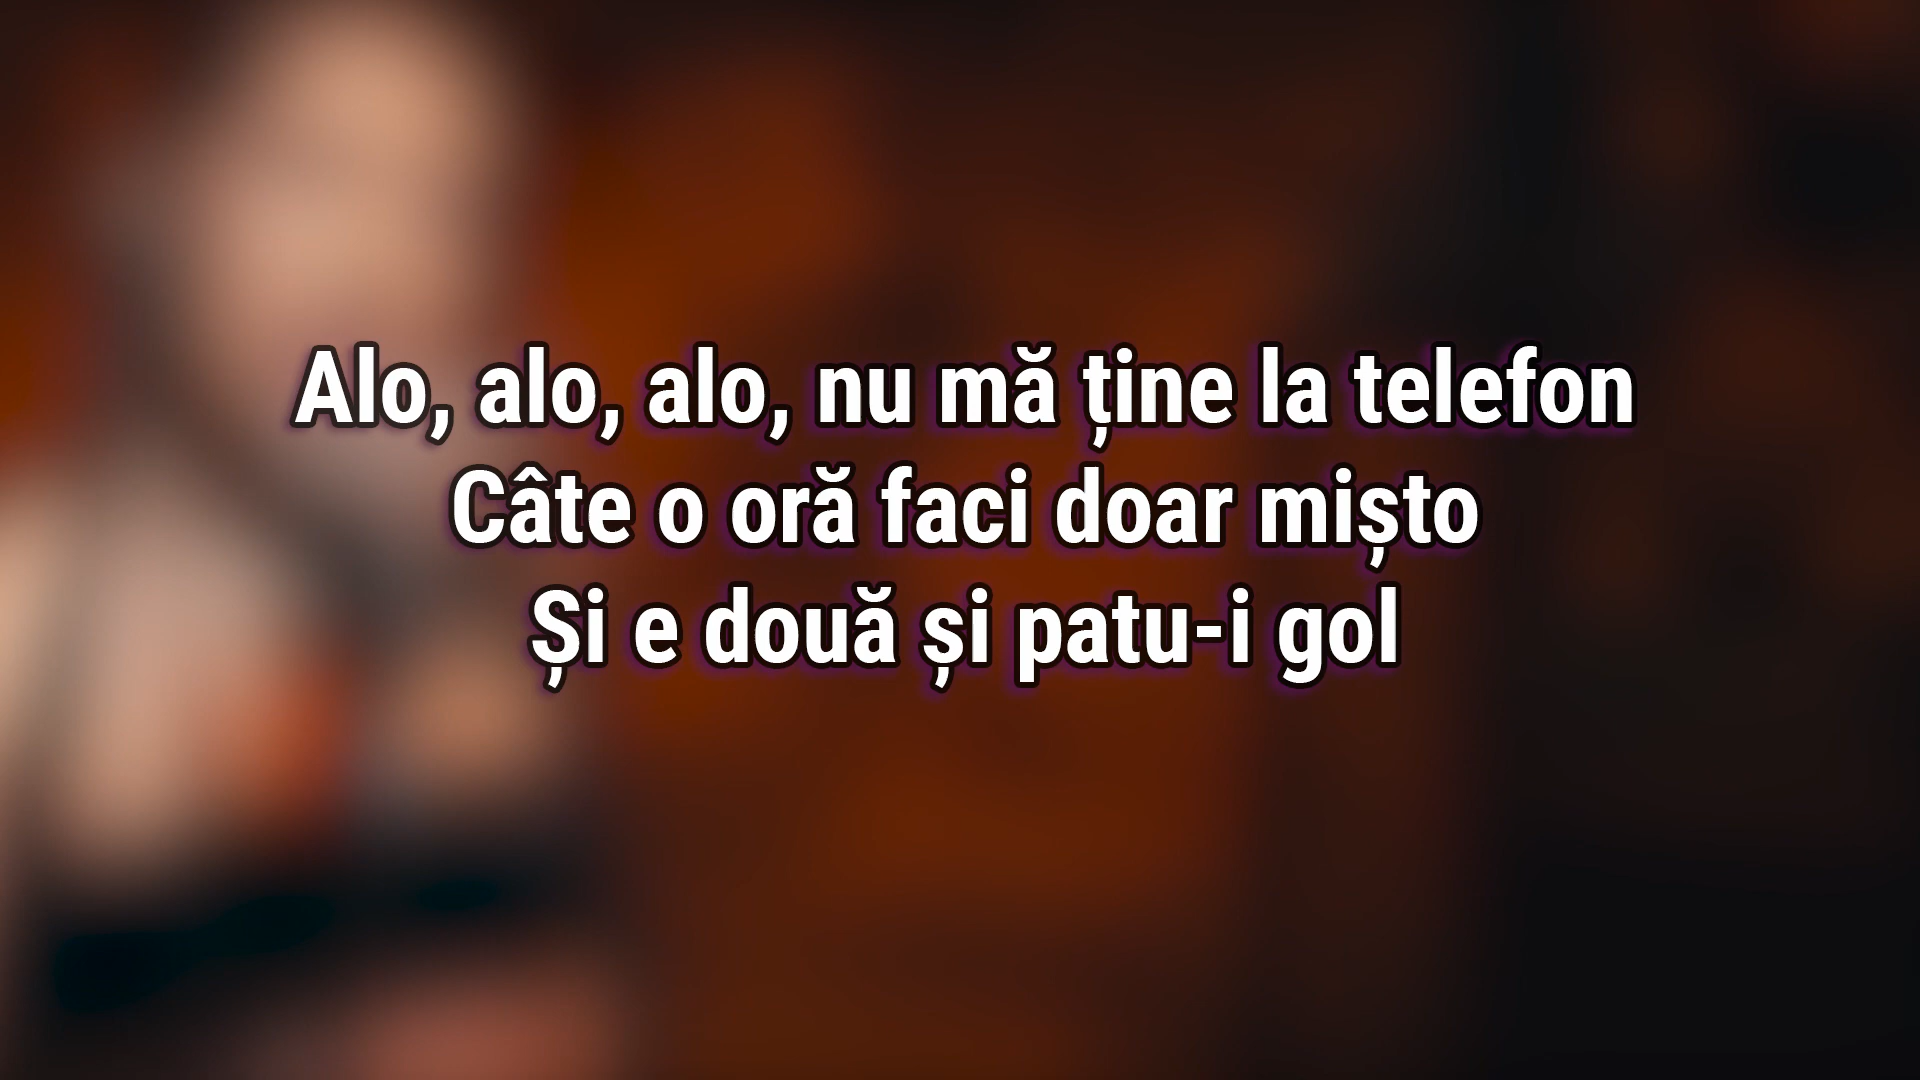 Alo, alo, alo, nu mă ține la telefon
Câte o oră faci doar mișto
Și e două și patu-i gol